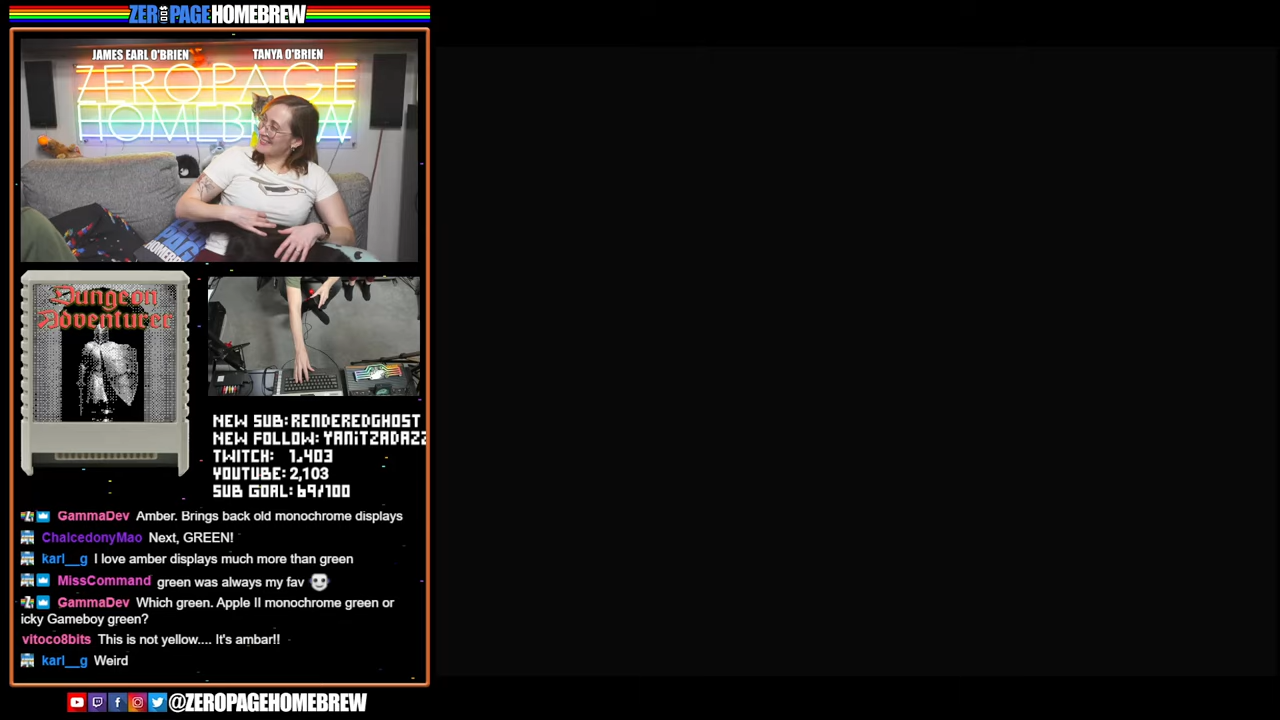 ZEROPAGE HOMEBREW
JAMES EARL O'BRIEN
TANYA O'BRIEN
ZEROPAGE
HOMEBREW
Dungeon
Adventurer
NEW SUB: RENDEREDGHOST
NEW FOLLOW: YANITZADAZZ
TWITCH: 1,403
YOUTUBE: 2,103
SUB GOAL: 69/100
GammaDev Amber. Brings back old monochrome displays
ChalcedonyMao Next, GREEN!
karl__g I love amber displays much more than green
MissCommand green was always my fav
GammaDev Which green. Apple II monochrome green or
icky Gameboy green?
vitoco8bits This is not yellow.... It's ambar!!
karl__g Weird
@ZEROPAGEHOMEBREW